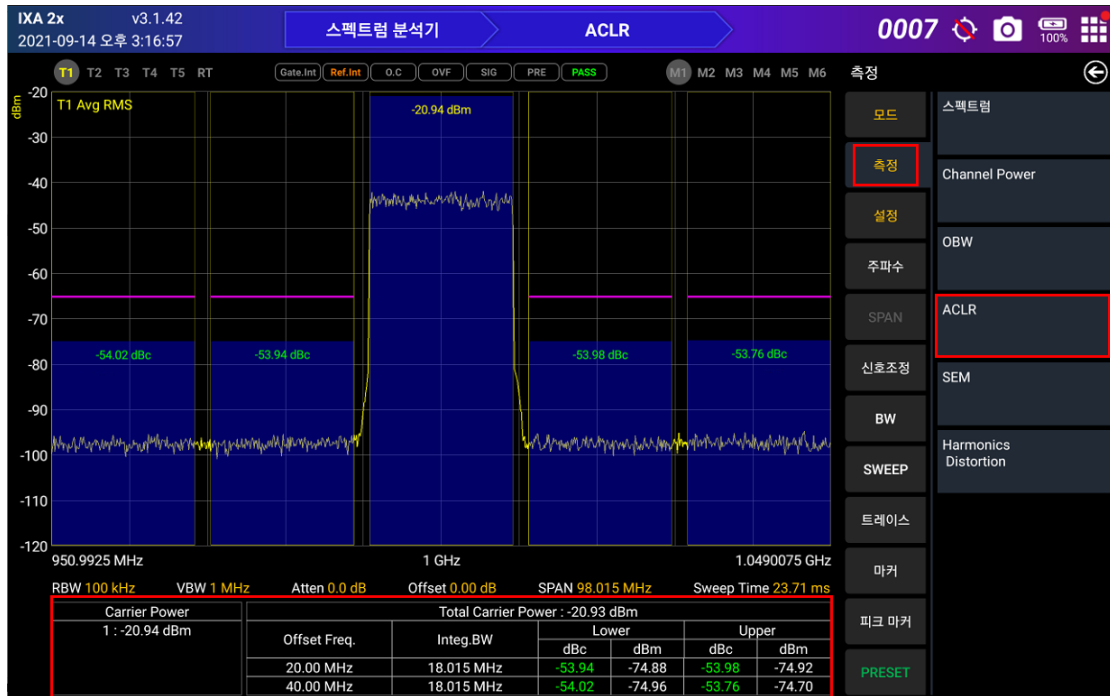 IXA 2x v3.1.42
2021-09-14 오후 3:16:57
스펙트럼 분석기 ACLR
0007 100%
T1 T2 T3 T4 T5 RT Gate.Int Ref.Int O.C OVF SIG PRE PASS M1 M2 M3 M4 M5 M6
측정
dBm
T1 Avg RMS
-20.94 dBm
-20
-30
-40
-50
-60
-70
-80
-90
-100
-110
-120
-54.02 dBc -53.94 dBc -53.98 dBc -53.76 dBc
950.9925 MHz 1 GHz 1.0490075 GHz
RBW 100 kHz VBW 1 MHz Atten 0.0 dB Offset 0.00 dB SPAN 98.015 MHz Sweep Time 23.71 ms
Carrier Power Total Carrier Power : -20.93 dBm
1 : -20.94 dBm
Offset Freq. Integ.BW Lower Upper
dBc dBm dBc dBm
20.00 MHz 18.015 MHz -53.94 -74.88 -53.98 -74.92
40.00 MHz 18.015 MHz -54.02 -74.96 -53.76 -74.70
모드
측정
설정
주파수
SPAN
신호조정
BW
SWEEP
트레이스
마커
피크 마커
PRESET
스펙트럼
Channel Power
OBW
ACLR
SEM
Harmonics
Distortion